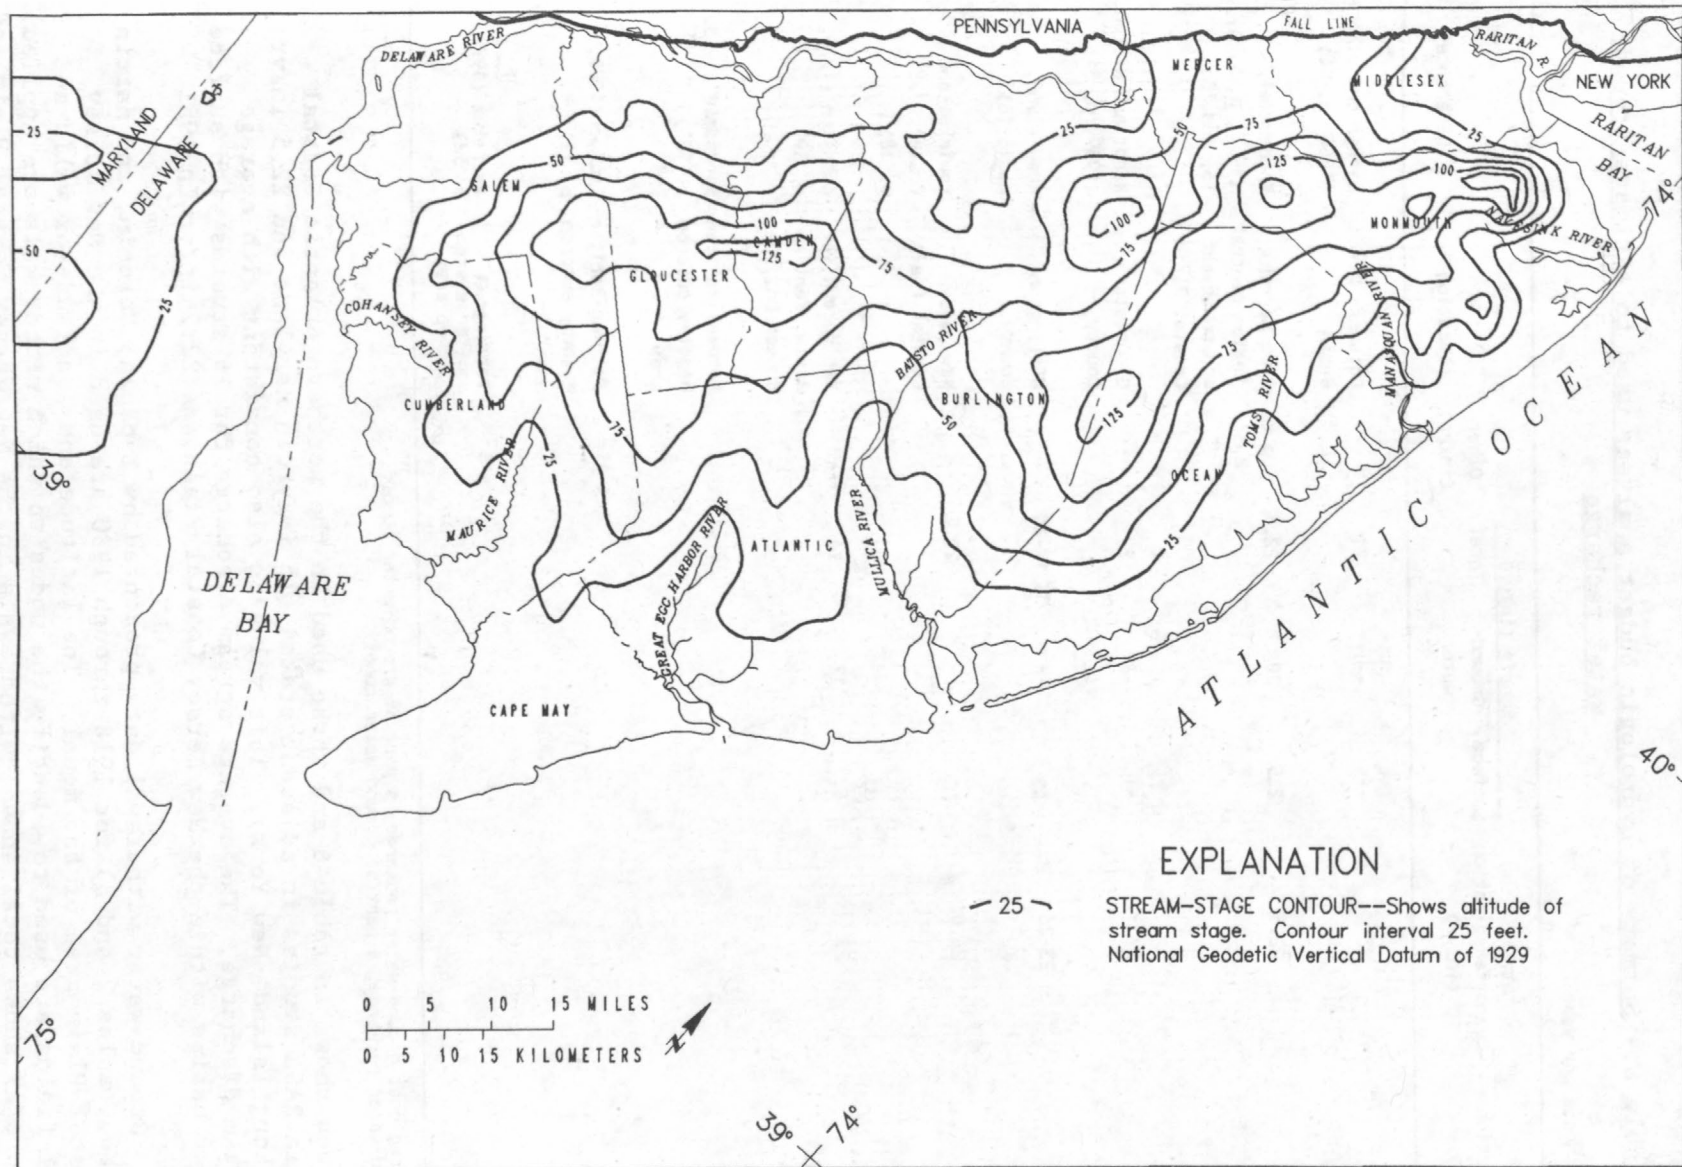 PENNSYLVANIA
FALL LINE
DELAWARE RIVER
RARITAN R
MERCER
MIDDLESEX
NEW YORK
RARITAN
BAY
74°
MARYLAND
DELAWARE
25
25
50
25
50
SALEM
25
50
75
125
25
100
100
CAMDEN
125
100
75
75
GLOUCESTER
MONMOUTH
NAVESINK RIVER
COHANSEY RIVER
BATSTO RIVER
MANASQUAN RIVER
75
CUMBERLAND
BURLINGTON
50
125
TOMS RIVER
75
25
MAURICE RIVER
OCEAN
25
39°
ATLANTIC
MULLICA RIVER
GREAT EGG HARBOR RIVER
DELAWARE
BAY
CAPE MAY
ATLANTIC OCEAN
40°
EXPLANATION
25 STREAM-STAGE CONTOUR--Shows altitude of
stream stage. Contour interval 25 feet.
National Geodetic Vertical Datum of 1929
0 5 10 15 MILES
0 5 10 15 KILOMETERS
N
75°
39° 74°